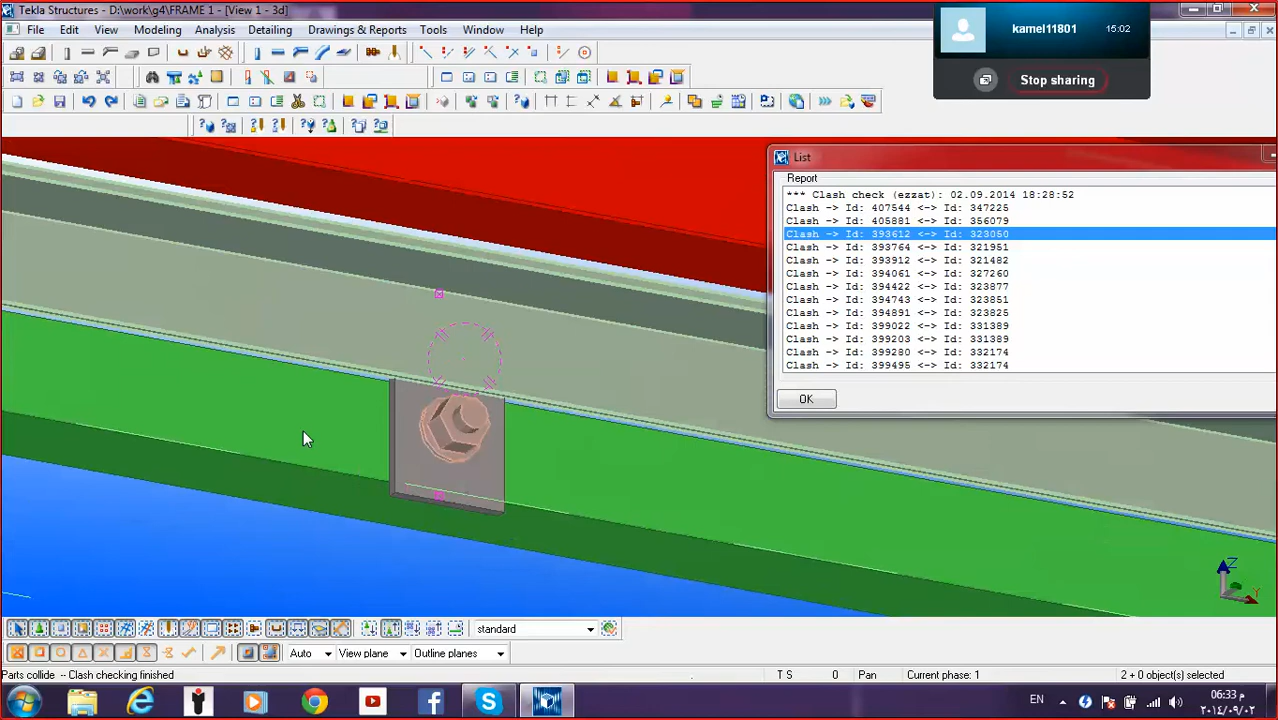 Tekla Structures - D:\work\g4\FRAME 1 - [View 1 - 3d]
File Edit View Modeling Analysis Detailing Drawings & Reports Tools Window Help
kamel11801 15:02
Stop sharing
List
Report
*** Clash check (ezzat): 02.09.2014 18:28:52
Clash -> Id: 407544 <-> Id: 347225
Clash -> Id: 405881 <-> Id: 356079
Clash -> Id: 393612 <-> Id: 323050
Clash -> Id: 393764 <-> Id: 321951
Clash -> Id: 393912 <-> Id: 321482
Clash -> Id: 394061 <-> Id: 327260
Clash -> Id: 394422 <-> Id: 323877
Clash -> Id: 394743 <-> Id: 323851
Clash -> Id: 394891 <-> Id: 323825
Clash -> Id: 399022 <-> Id: 331389
Clash -> Id: 399203 <-> Id: 331389
Clash -> Id: 399280 <-> Id: 332174
Clash -> Id: 399495 <-> Id: 332174
OK
Z
Y
standard
Auto View plane Outline planes
Parts collide -- Clash checking finished T S 0 Pan Current phase: 1 2 + 0 object(s) selected
EN
06:33 م
٢٠١٤/٠٩/٠٢